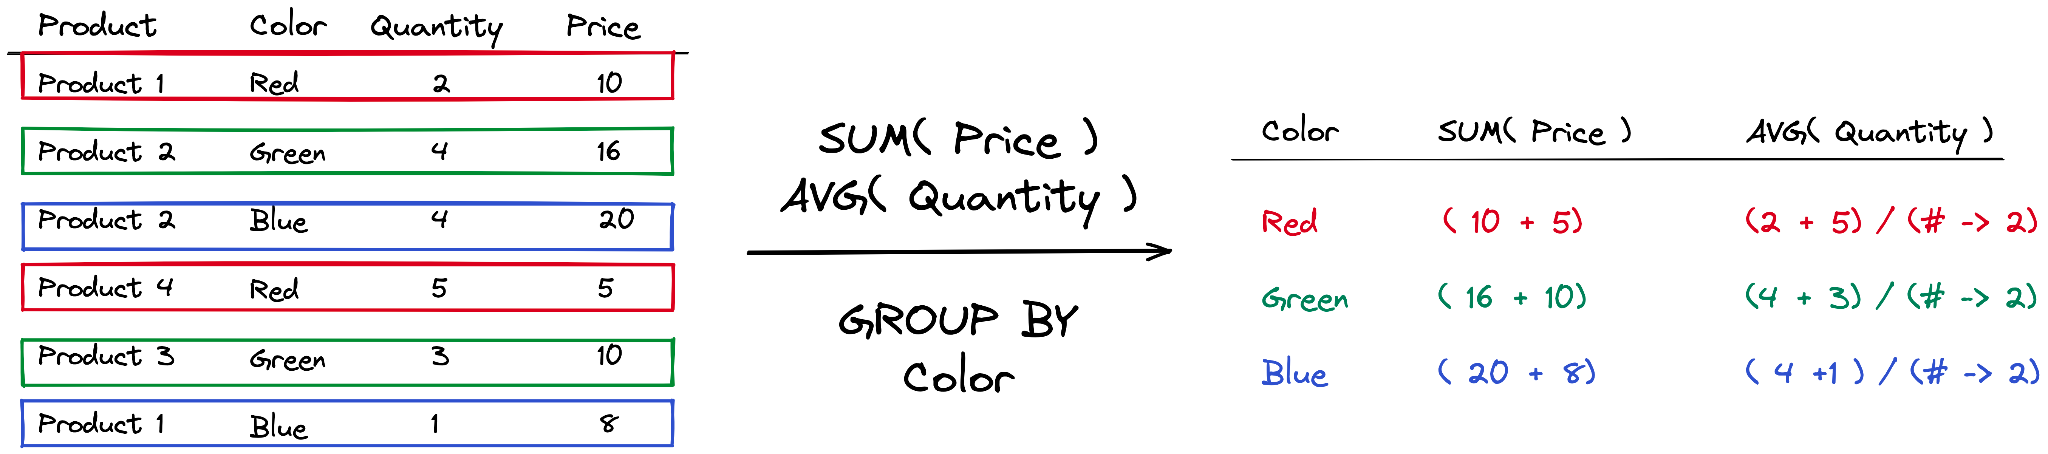 Product Color Quantity Price
Product 1 Red 2 10
Product 2 Green 4 16
Product 2 Blue 4 20
Product 4 Red 5 5
Product 3 Green 3 10
Product 1 Blue 1 8
SUM( Price )
AVG( Quantity )
GROUP BY
Color
Color SUM( Price ) AVG( Quantity )
Red ( 10 + 5) (2 + 5) / (# -> 2)
Green ( 16 + 10) (4 + 3) / (# -> 2)
Blue ( 20 + 8) ( 4 +1 ) / (# -> 2)